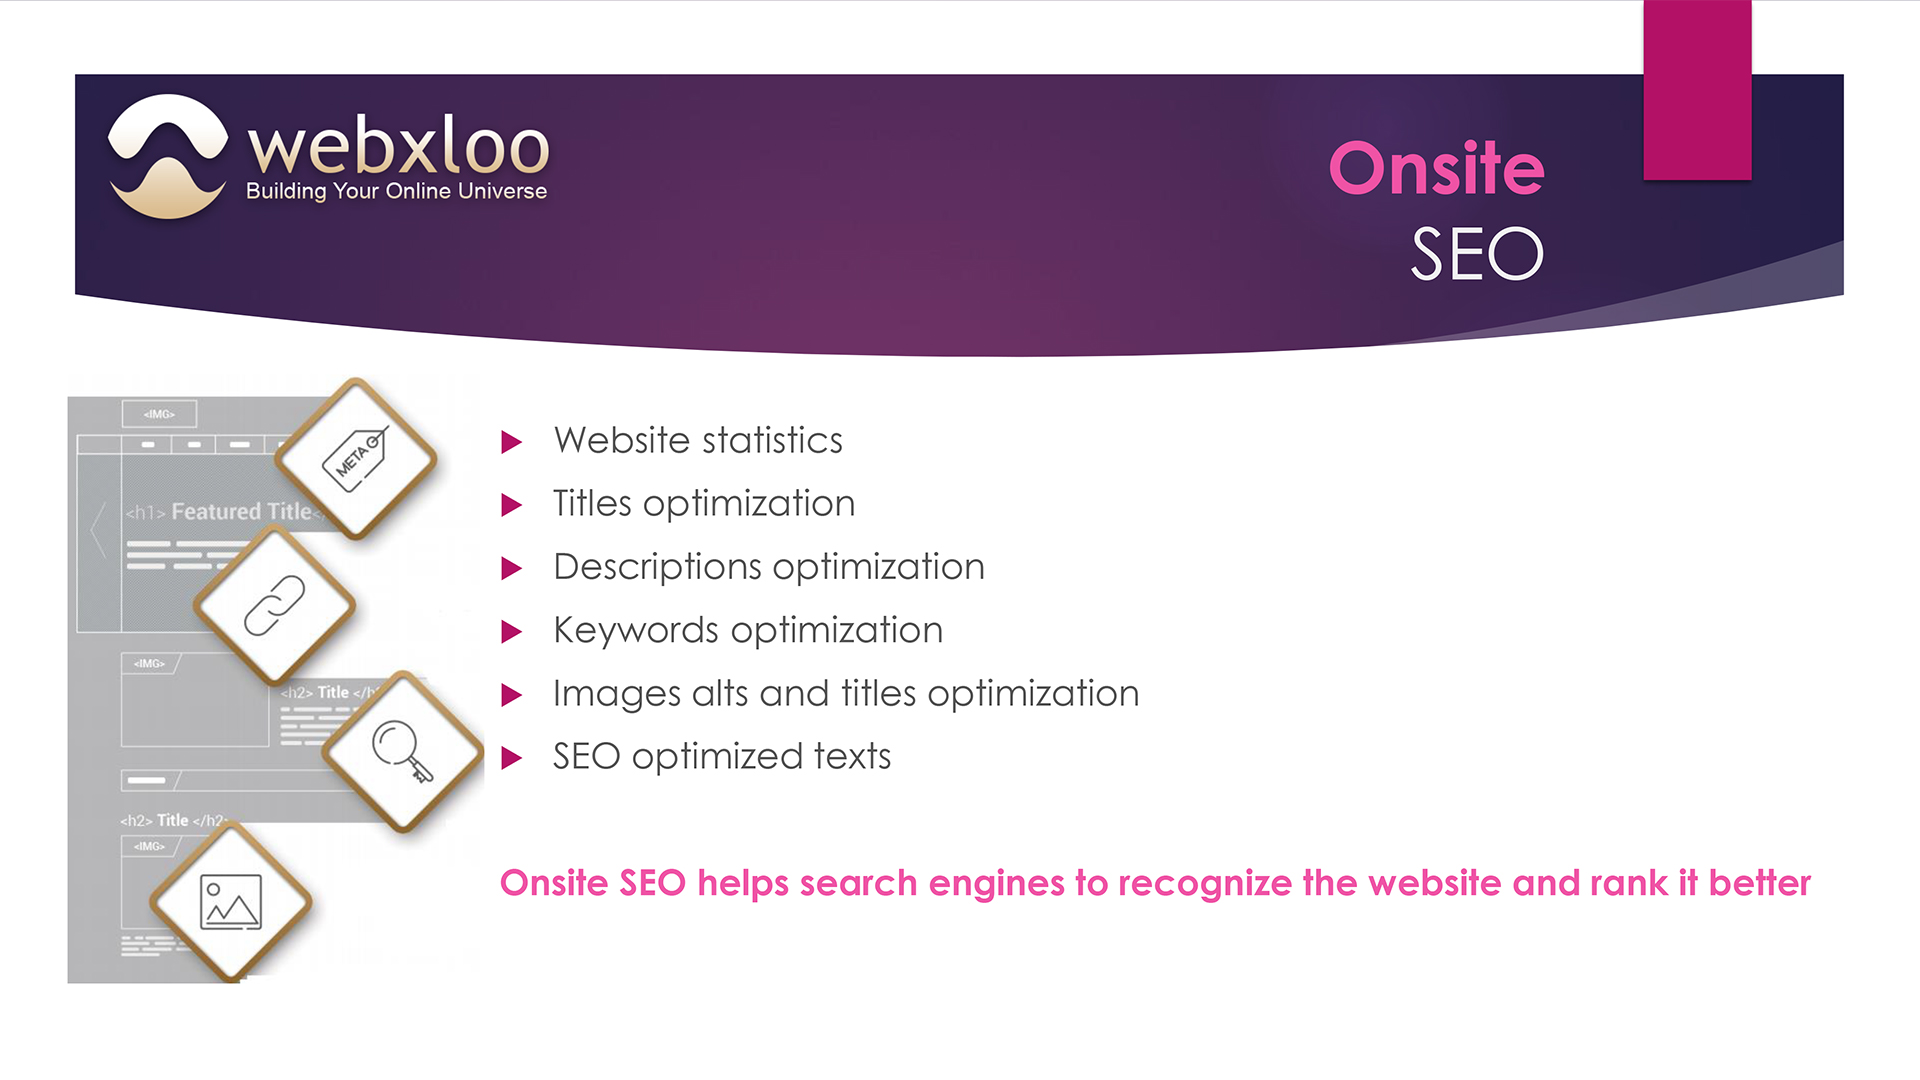 webxloo
Building Your Online Universe
Onsite
SEO
<IMG>
META
<h1> Featured Title<
<IMG>
<h2> Title </h
<h2> Title </h2>
<IMG>
Website statistics
Titles optimization
Descriptions optimization
Keywords optimization
Images alts and titles optimization
SEO optimized texts
Onsite SEO helps search engines to recognize the website and rank it better